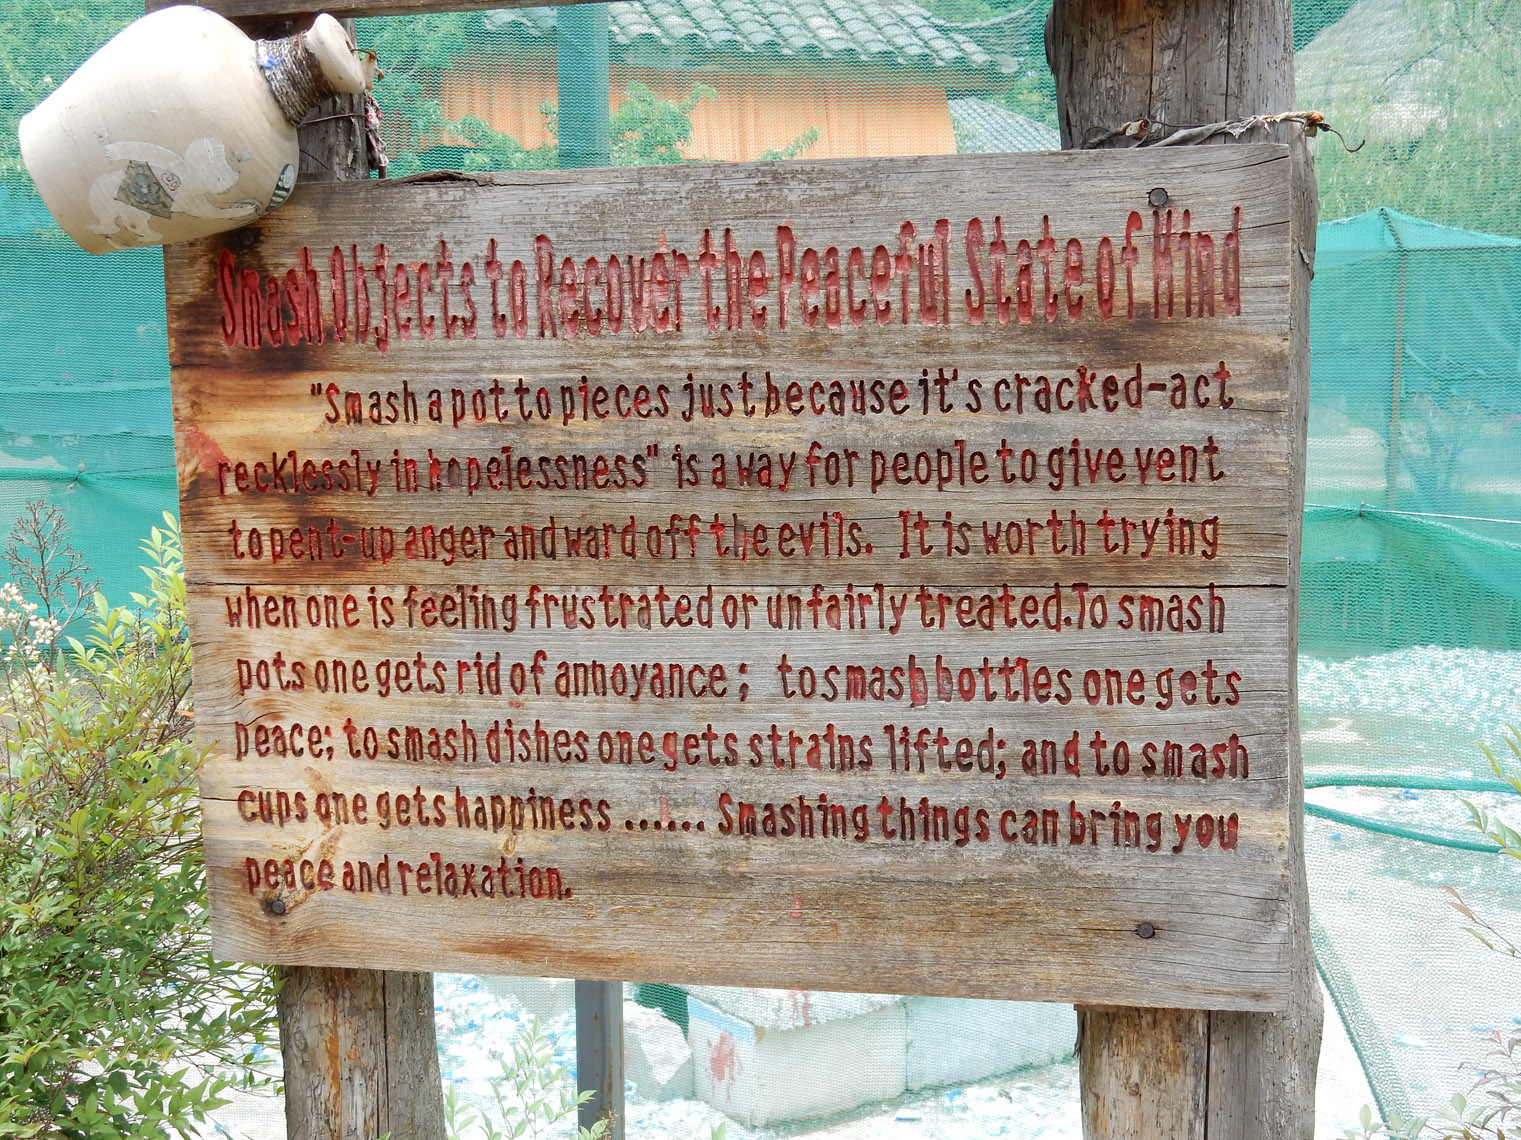 Smash Objects to Recover the Peaceful State of Mind
"Smash a pot to pieces just because it's cracked-act
recklessly in hopelessness" is a way for people to give vent
to pent-up anger and ward off the evils. It is worth trying
when one is feeling frustrated or unfairly treated.To smash
pots one gets rid of annoyance; to smash bottles one gets
peace; to smash dishes one gets strains lifted; and to smash
cups one gets happiness ...... Smashing things can bring you
peace and relaxation.